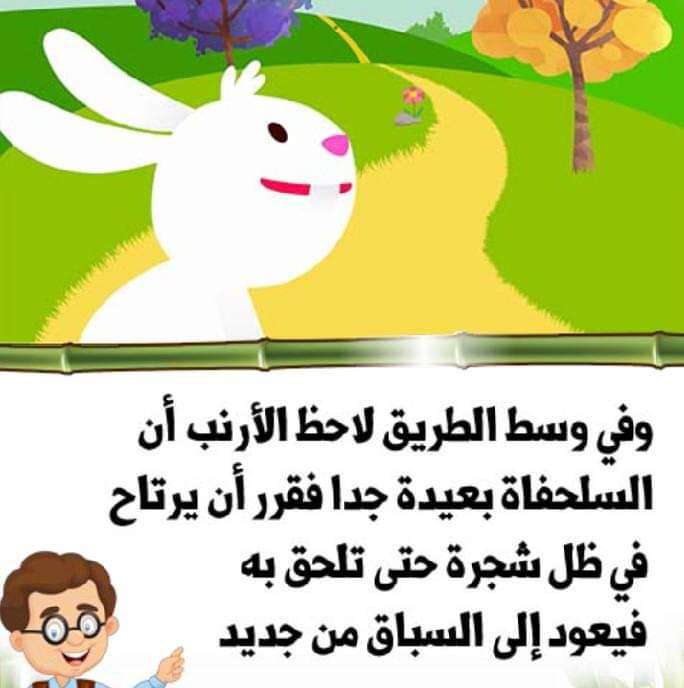 وفي وسط الطريق لاحظ الأرنب أن
السلحفاة بعيدة جدا فقرر أن يرتاح
في ظل شجرة حتى تلحق به
فيعود إلى السباق من جديد